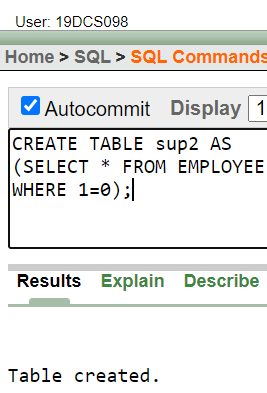 User: 19DCS098
Home > SQL > SQL Commands
Autocommit Display 1
CREATE TABLE sup2 AS
(SELECT * FROM EMPLOYEE
WHERE 1=0);
Results Explain Describe
Table created.